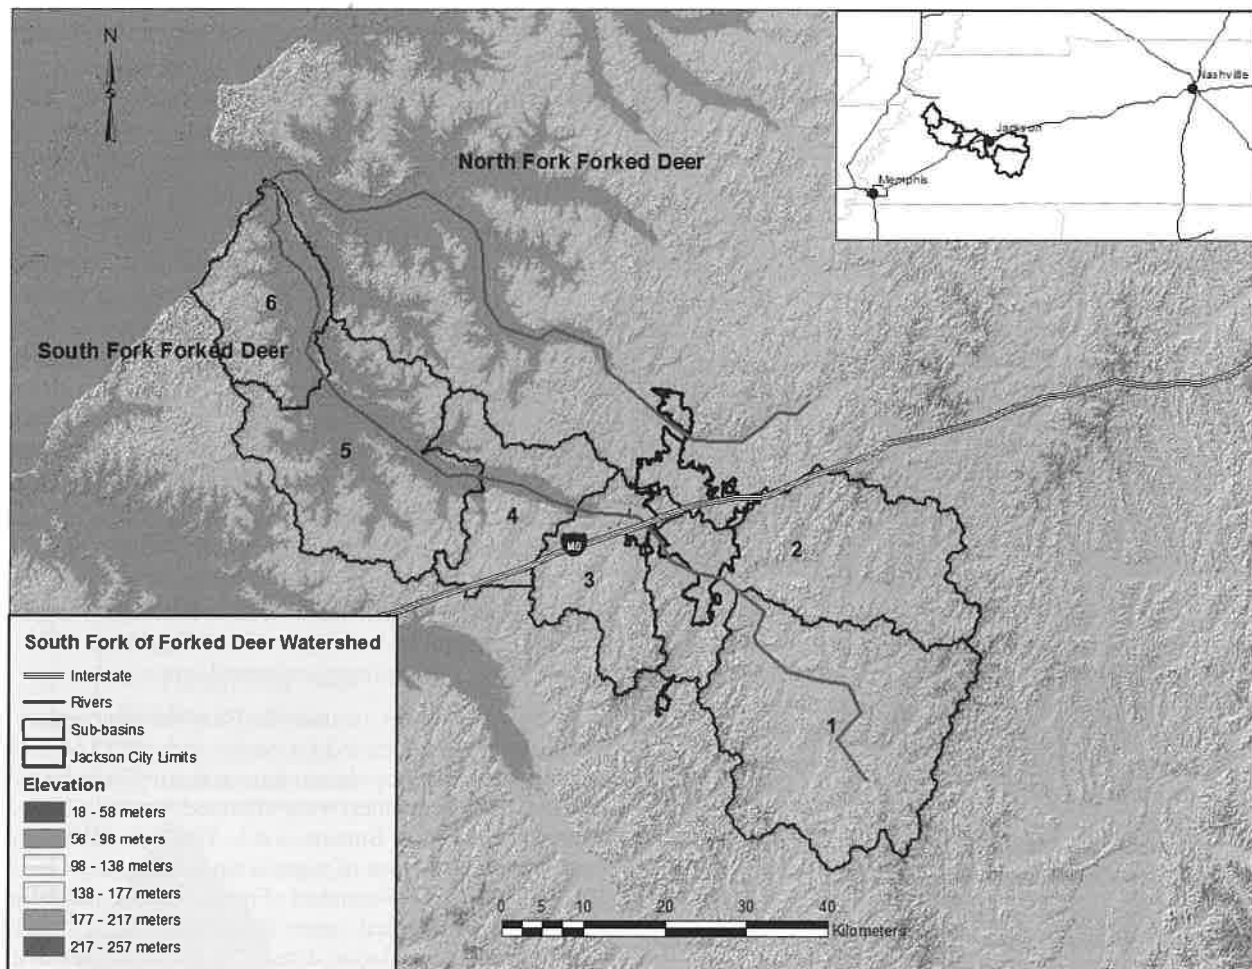 N
N
Nashville
Jackson
Memphis
North Fork Forked Deer
6
South Fork Forked Deer
5
4
2
3
1
South Fork of Forked Deer Watershed
Interstate
Rivers
Sub-basins
Jackson City Limits
Elevation
18 - 58 meters
58 - 98 meters
98 - 138 meters
138 - 177 meters
177 - 217 meters
217 - 257 meters
0 5 10 20 30 40
Kilometers